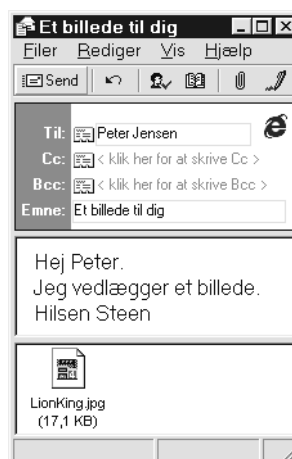 Et billede til dig
Filer Rediger Vis Hjælp
Send
Til: Peter Jensen
Cc: < klik her for at skrive Cc >
Bcc: < klik her for at skrive Bcc >
Emne: Et billede til dig
Hej Peter.
Jeg vedlægger et billede.
Hilsen Steen
LionKing.jpg
(17,1 KB)